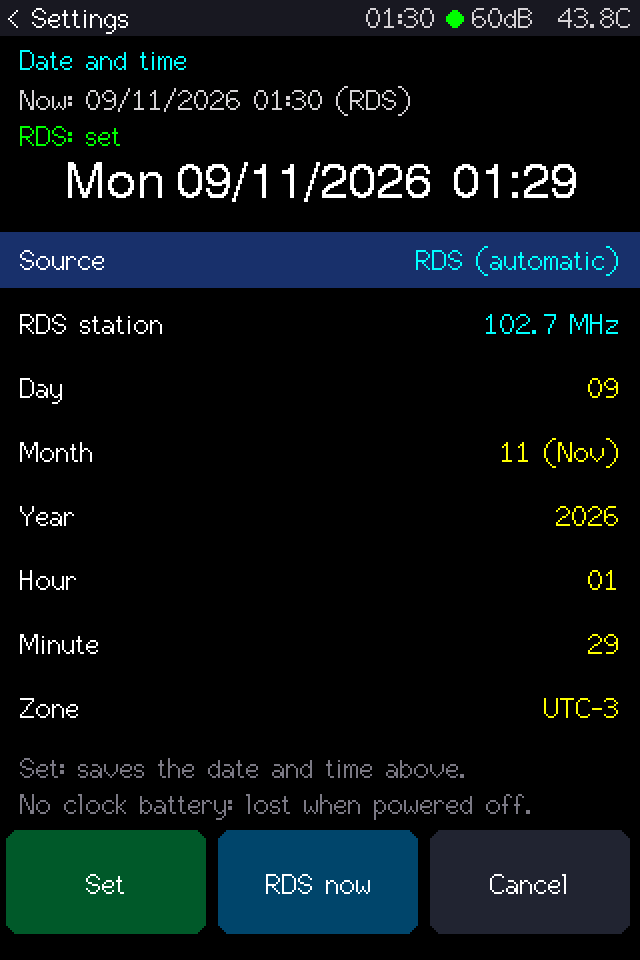 < Settings 01:30 60dB 43.8C
Date and time
Now: 09/11/2026 01:30 (RDS)
RDS: set
Mon 09/11/2026 01:29
Source RDS (automatic)
RDS station 102.7 MHz
Day 09
Month 11 (Nov)
Year 2026
Hour 01
Minute 29
Zone UTC-3
Set: saves the date and time above.
No clock battery: lost when powered off.
Set RDS now Cancel